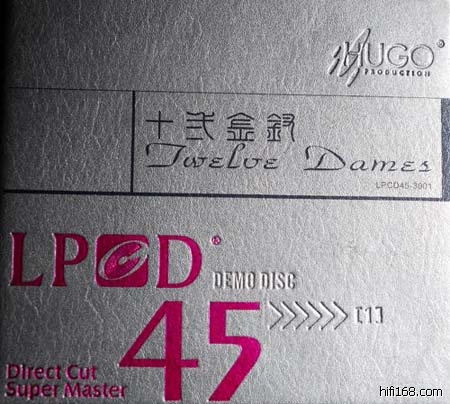 HUGO®
PRODUCTION
十弍金釵
Twelve Dames
LPCD45-3001
LPCD®
DEMO DISC
45 >>>>>>> [1]
Direct Cut
Super Master
hifi168.com